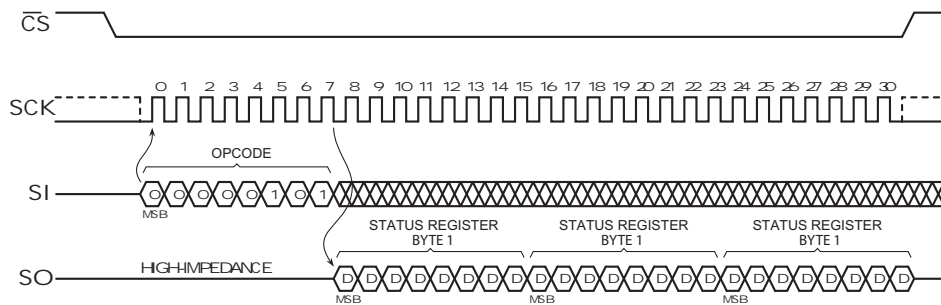 CS
0 1 2 3 4 5 6 7 8 9 10 11 12 13 14 15 16 17 18 19 20 21 22 23 24 25 26 27 28 29 30
SCK
OPCODE
SI 0 0 0 0 0 1 0 1
MSB
STATUS REGISTER BYTE 1
STATUS REGISTER BYTE 1
STATUS REGISTER BYTE 1
SO HIGH-IMPEDANCE D D D D D D D D D D D D D D D D D D D D D D D D
MSB MSB MSB